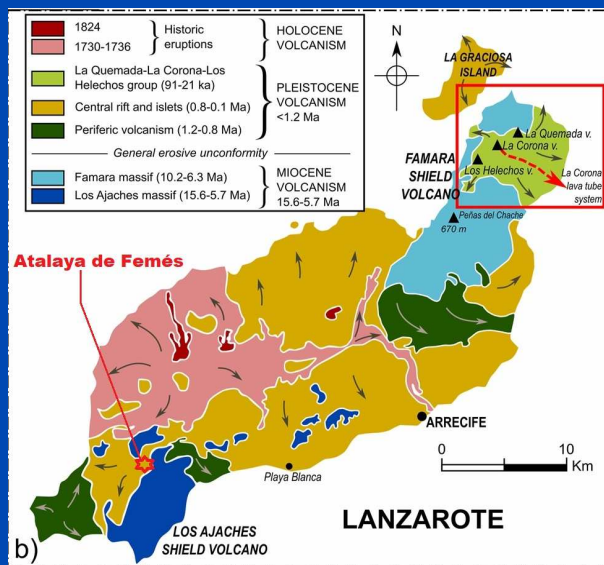 1824
1730-1736
Historic
eruptions
HOLOCENE
VOLCANISM
La Quemada-La Corona-Los
Helechos group (91-21 ka)
Central rift and islets (0.8-0.1 Ma)
Periferic volcanism (1.2-0.8 Ma)
PLEISTOCENE
VOLCANISM
<1.2 Ma
General erosive unconformity
Famara massif (10.2-6.3 Ma)
Los Ajaches massif (15.6-5.7 Ma)
MIOCENE
VOLCANISM
15.6-5.7 Ma
N
LA GRACIOSA
ISLAND
La Quemada v.
La Corona v.
Los Helechos v.
La Corona
lava tube
system
FAMARA
SHIELD
VOLCANO
Peñas del Chache
670 m
Atalaya de Femés
ARRECIFE
Playa Blanca
0 10
Km
LOS AJACHES
SHIELD VOLCANO
LANZAROTE
b)